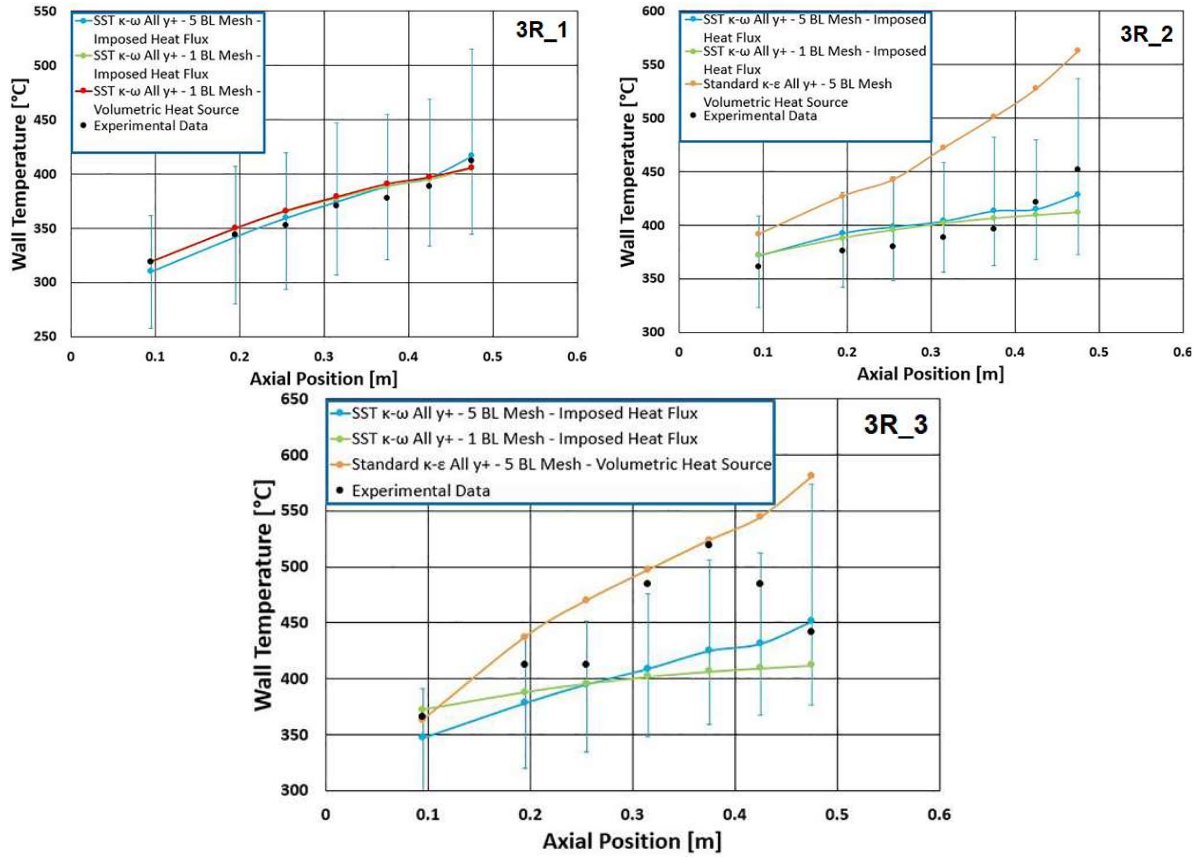 3R_1
SST κ-ω All y+ - 5 BL Mesh -
Imposed Heat Flux
SST κ-ω All y+ - 1 BL Mesh -
Imposed Heat Flux
SST κ-ω All y+ - 1 BL Mesh -
Volumetric Heat Source
Experimental Data
Wall Temperature [°C]
550
500
450
400
350
300
250
0 0.1 0.2 0.3 0.4 0.5 0.6
Axial Position [m]
3R_2
SST κ-ω All y+ - 5 BL Mesh - Imposed
Heat Flux
SST κ-ω All y+ - 1 BL Mesh - Imposed
Heat Flux
Standard κ-ε All y+ - 5 BL Mesh
Volumetric Heat Source
Experimental Data
Wall Temperature [°C]
600
550
500
450
400
350
300
0 0.1 0.2 0.3 0.4 0.5 0.6
Axial Position [m]
3R_3
SST κ-ω All y+ - 5 BL Mesh - Imposed Heat Flux
SST κ-ω All y+ - 1 BL Mesh - Imposed Heat Flux
Standard κ-ε All y+ - 5 BL Mesh - Volumetric Heat Source
Experimental Data
Wall Temperature [°C]
650
600
550
500
450
400
350
300
0 0.1 0.2 0.3 0.4 0.5 0.6
Axial Position [m]